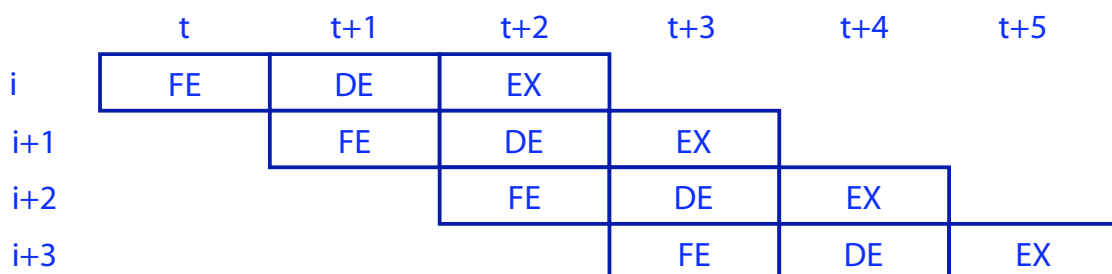 t t+1 t+2 t+3 t+4 t+5
i FE DE EX
i+1 FE DE EX
i+2 FE DE EX
i+3 FE DE EX